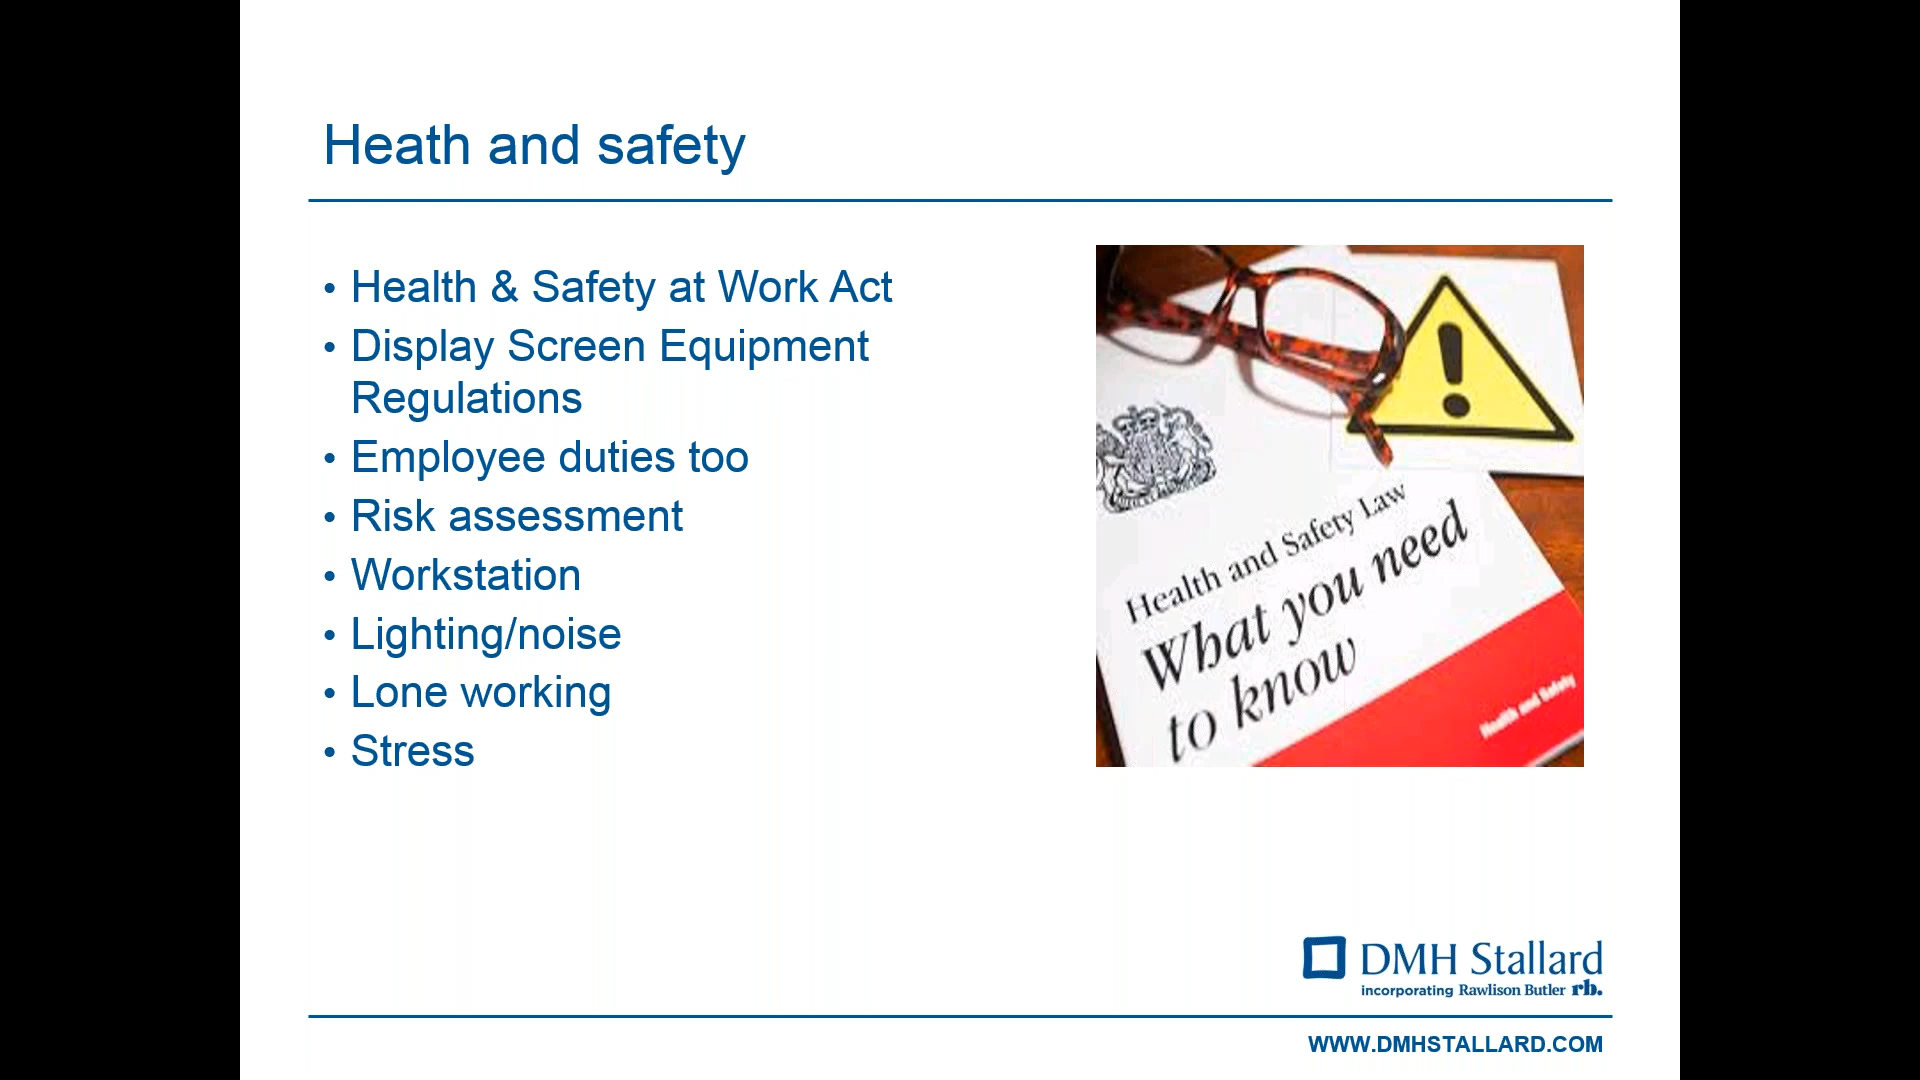 Heath and safety
• Health & Safety at Work Act
• Display Screen Equipment
Regulations
• Employee duties too
• Risk assessment
• Workstation
• Lighting/noise
• Lone working
• Stress
Health and Safety Law
What you need
to know
Health and Safety
DMH Stallard
incorporating Rawlison Butler rb.
WWW.DMHSTALLARD.COM